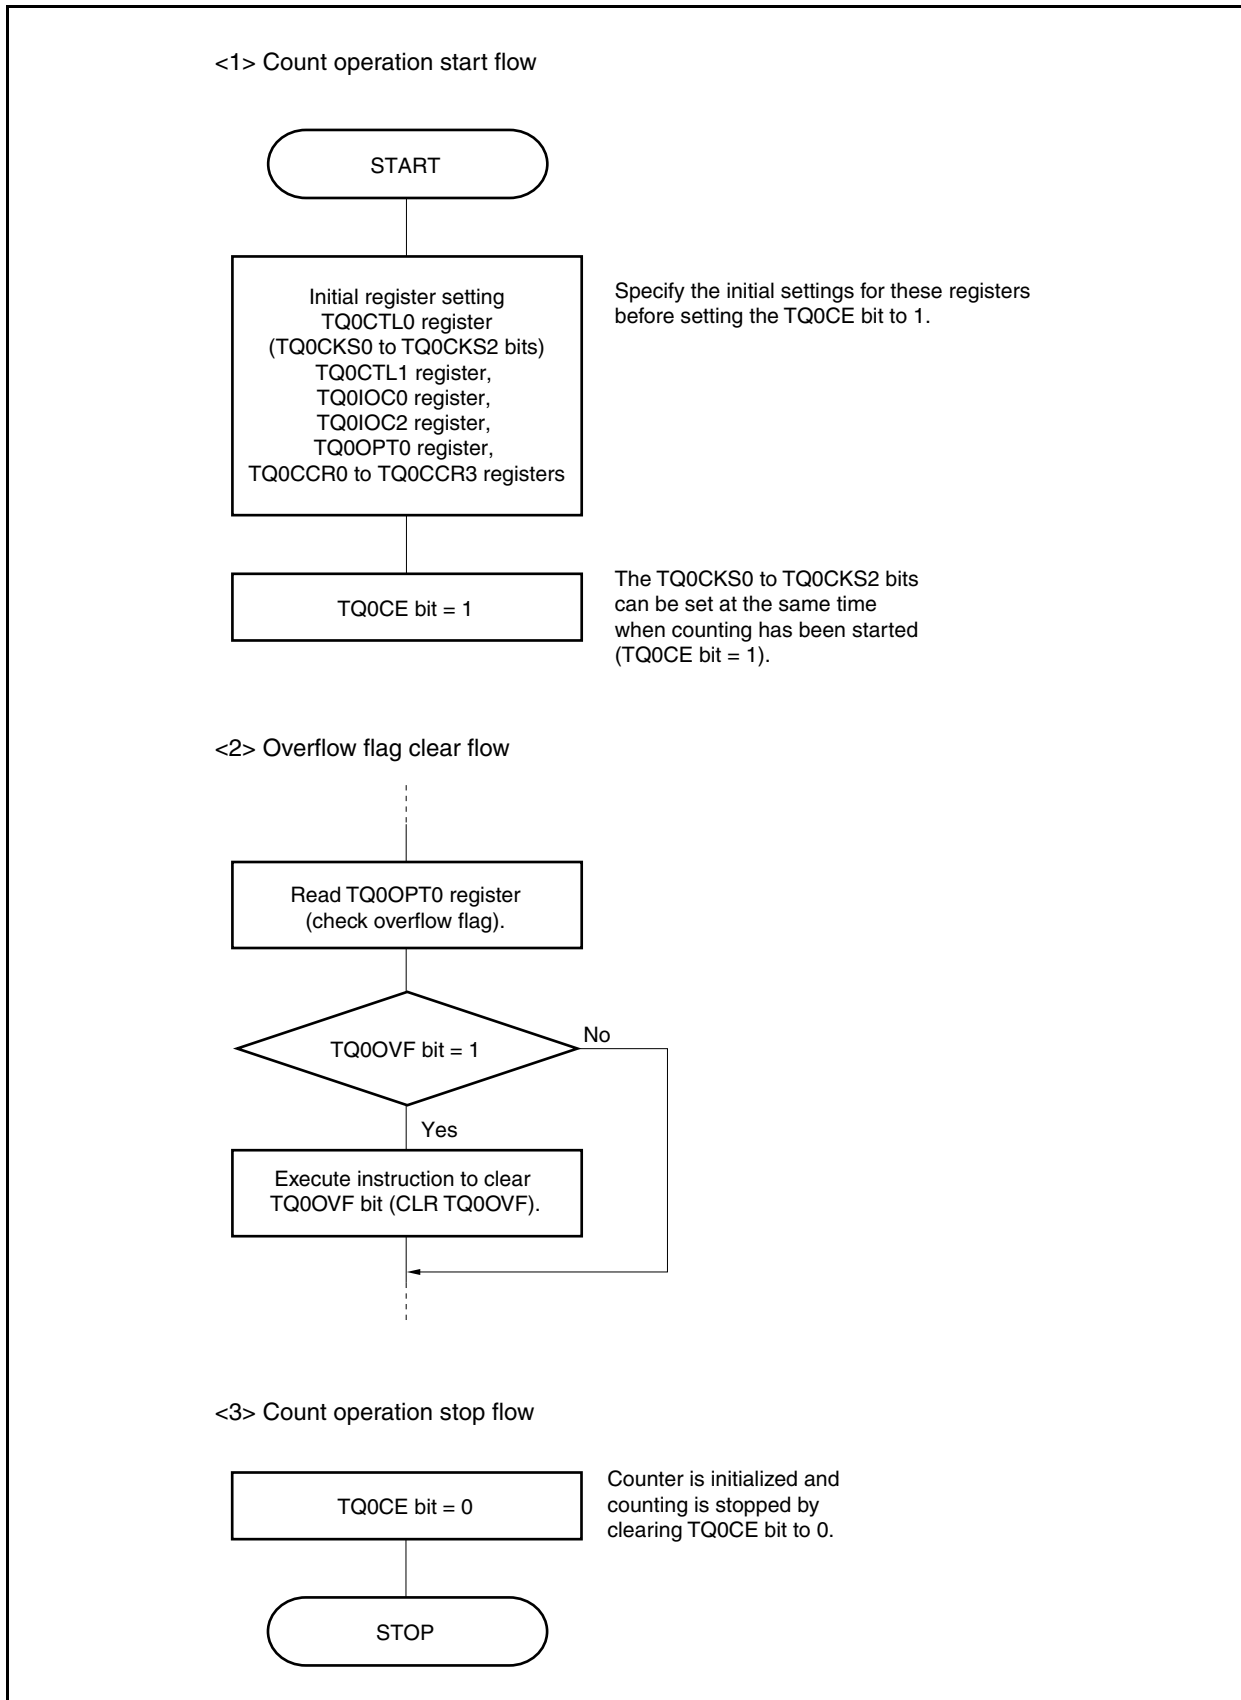 <1> Count operation start flow
START
Initial register setting
TQ0CTL0 register
(TQ0CKS0 to TQ0CKS2 bits)
TQ0CTL1 register,
TQ0IOC0 register,
TQ0IOC2 register,
TQ0OPT0 register,
TQ0CCR0 to TQ0CCR3 registers
Specify the initial settings for these registers
before setting the TQ0CE bit to 1.
TQ0CE bit = 1
The TQ0CKS0 to TQ0CKS2 bits
can be set at the same time
when counting has been started
(TQ0CE bit = 1).
<2> Overflow flag clear flow
Read TQ0OPT0 register
(check overflow flag).
TQ0OVF bit = 1
No
Yes
Execute instruction to clear
TQ0OVF bit (CLR TQ0OVF).
<3> Count operation stop flow
TQ0CE bit = 0
Counter is initialized and
counting is stopped by
clearing TQ0CE bit to 0.
STOP